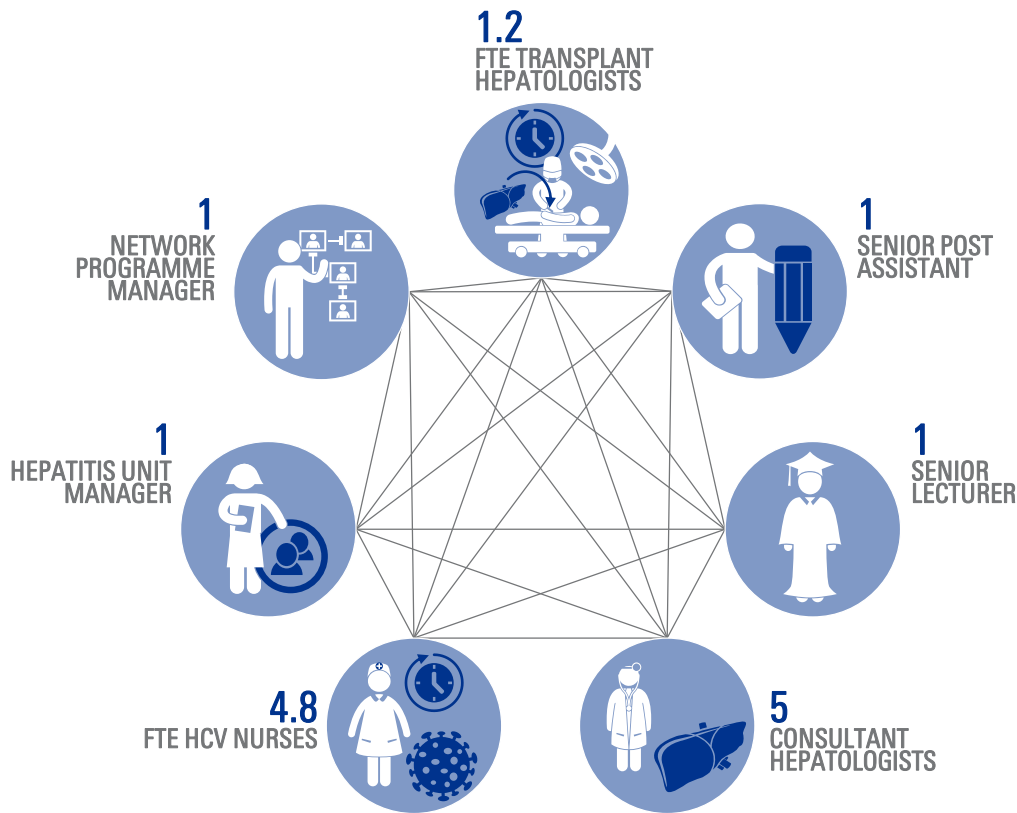 1.2
FTE TRANSPLANT
HEPATOLOGISTS
1
NETWORK
PROGRAMME
MANAGER
1
SENIOR POST
ASSISTANT
1
HEPATITIS UNIT
MANAGER
1
SENIOR
LECTURER
4.8
FTE HCV NURSES
5
CONSULTANT
HEPATOLOGISTS